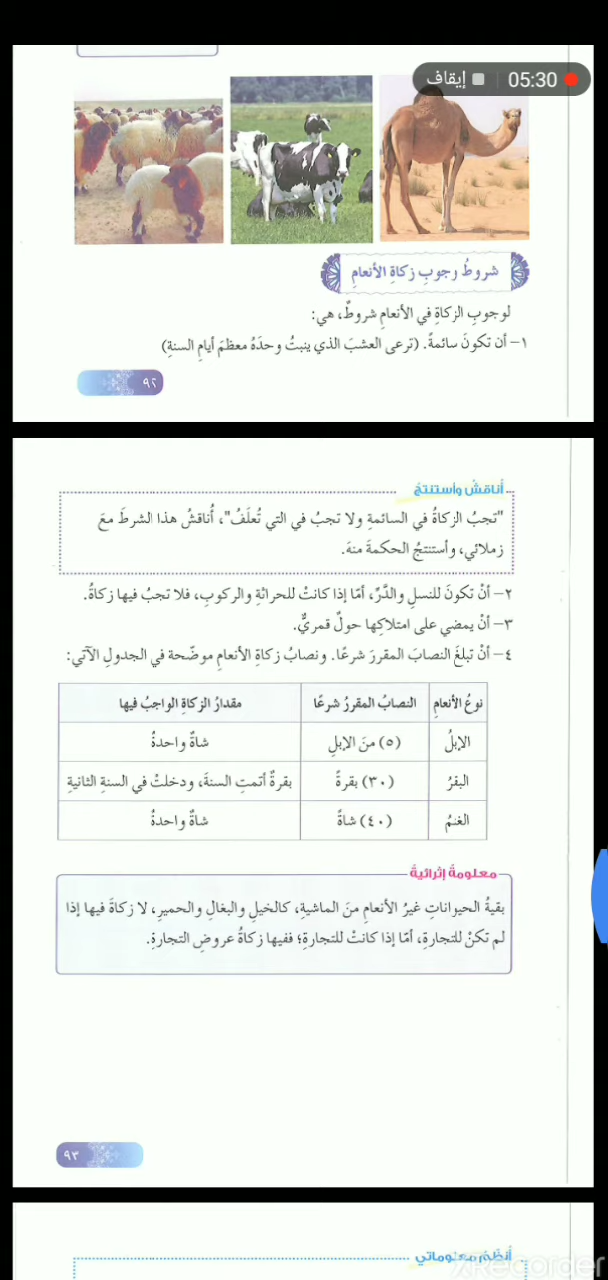 05:30
إيقاف
شروطُ وجوبِ زكاةِ الأنعامِ
لوجوبِ الزكاةِ في الأنعامِ شروطٌ، هي:
١- أن تكونَ سائمةً. (ترعى العشبَ الذي ينبتُ وحدَهُ معظمَ أيامِ السنةِ)
٩٢
أناقش وأستنتج
"تجبُ الزكاةُ في السائمةِ ولا تجبُ في التي تُعلَفُ"، أُناقشُ هذا الشرطَ معَ
زملائي، وأستنتجُ الحكمةَ منهُ.
٢- أنْ تكونَ للنسلِ والدَّرِّ، أمّا إذا كانتْ للحراثةِ والركوبِ، فلا تجبُ فيها زكاةٌ.
٣- أنْ يمضي على امتلاكِها حولٌ قمريٌّ.
٤- أنْ تبلغَ النصابَ المقررَ شرعًا. ونصابُ زكاةِ الأنعامِ موضّحة في الجدولِ الآتي:
نوعُ الأنعامِ النصابُ المقررُ شرعًا مقدارُ الزكاةِ الواجبُ فيها
الإبلُ (٥) منَ الإبلِ شاةٌ واحدةٌ
البقرُ (٣٠) بقرةً بقرةٌ أتمتِ السنةَ، ودخلتْ في السنةِ الثانيةِ
الغنمُ (٤٠) شاةً شاةٌ واحدةٌ
معلومةٌ إثرائيةٌ
بقيةُ الحيواناتِ غيرُ الأنعامِ منَ الماشيةِ، كالخيلِ والبغالِ والحميرِ، لا زكاةَ فيها إذا
لم تكنْ للتجارةِ، أمّا إذا كانتْ للتجارةِ؛ ففيها زكاةُ عروضِ التجارةِ.
٩٣
أنظّم معلوماتي
XRecorder